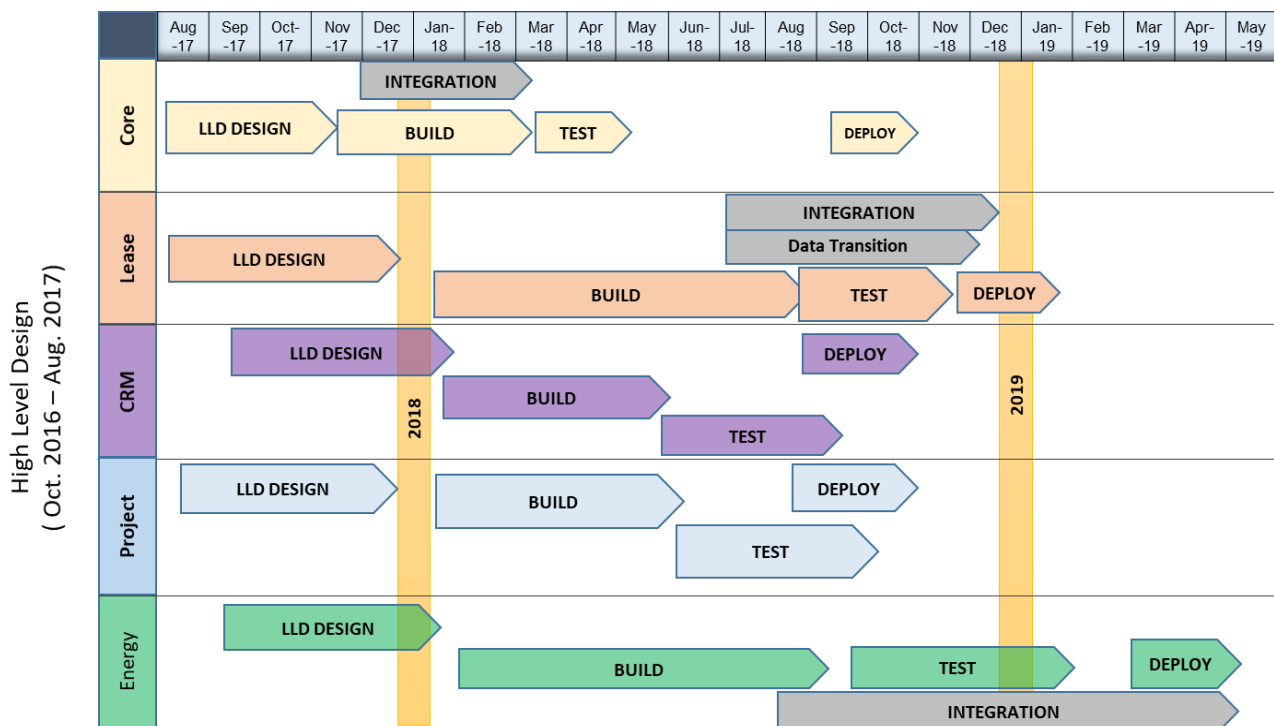 Aug
-17
Sep
-17
Oct-
17
Nov
-17
Dec
-17
Jan-
18
Feb
-18
Mar
-18
Apr
-18
May
-18
Jun-
18
Jul-
18
Aug
-18
Sep
-18
Oct-
18
Nov
-18
Dec
-18
Jan-
19
Feb
-19
Mar
-19
Apr-
19
May
-19
High Level Design
( Oct. 2016 – Aug. 2017)
Core
INTEGRATION
LLD DESIGN
BUILD
TEST
DEPLOY
Lease
INTEGRATION
Data Transition
LLD DESIGN
BUILD
TEST
DEPLOY
CRM
LLD DESIGN
DEPLOY
BUILD
TEST
2018
2019
Project
LLD DESIGN
DEPLOY
BUILD
TEST
Energy
LLD DESIGN
BUILD
TEST
DEPLOY
INTEGRATION